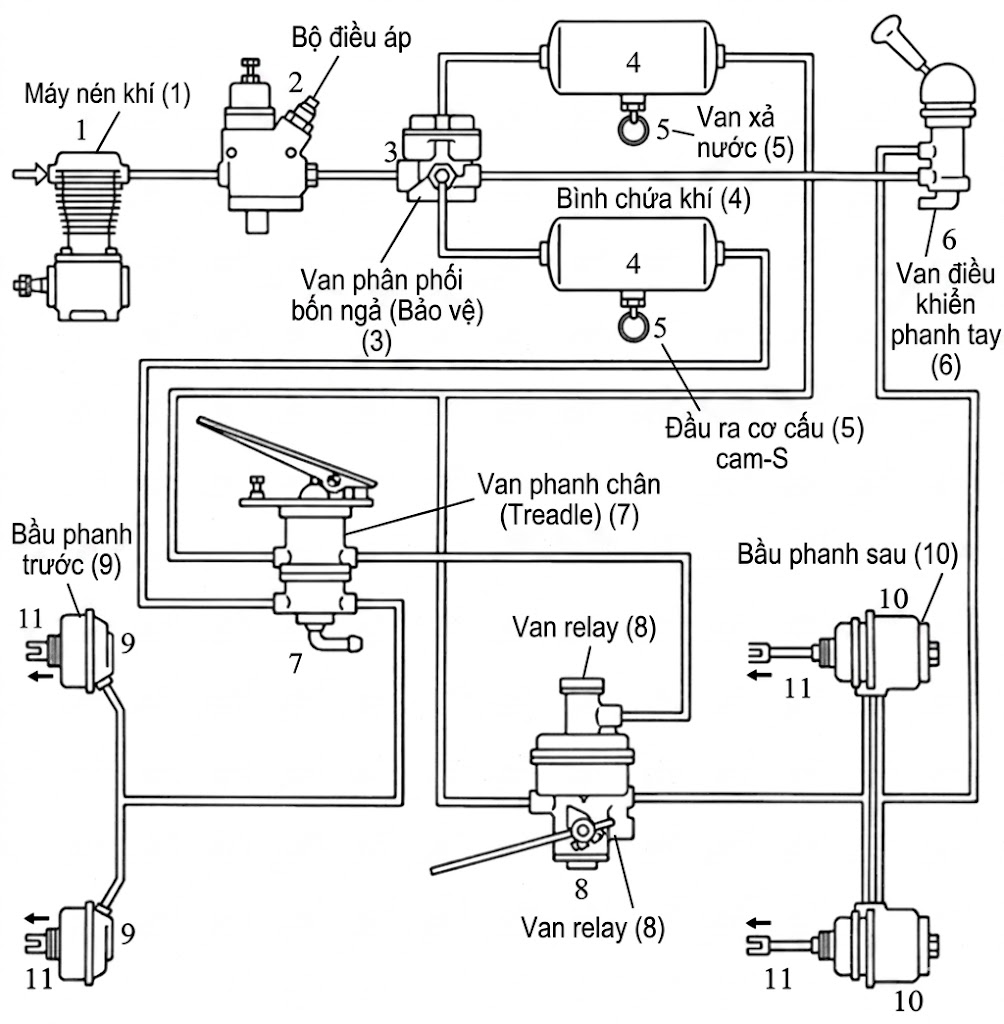 Bộ điều áp
2
Máy nén khí (1)
1
4
5
Van xả
nước (5)
3
Bình chứa khí (4)
6
Van điều
khiển
phanh tay
(6)
4
Van phân phối
bốn ngả (Bảo vệ)
(3)
5
Đầu ra cơ cấu (5)
cam-S
Van phanh chân
(Treadle) (7)
Bầu phanh
trước (9)
Bầu phanh sau (10)
10
11
9
7
Van relay (8)
11
8
Van relay (8)
9
11
11
10